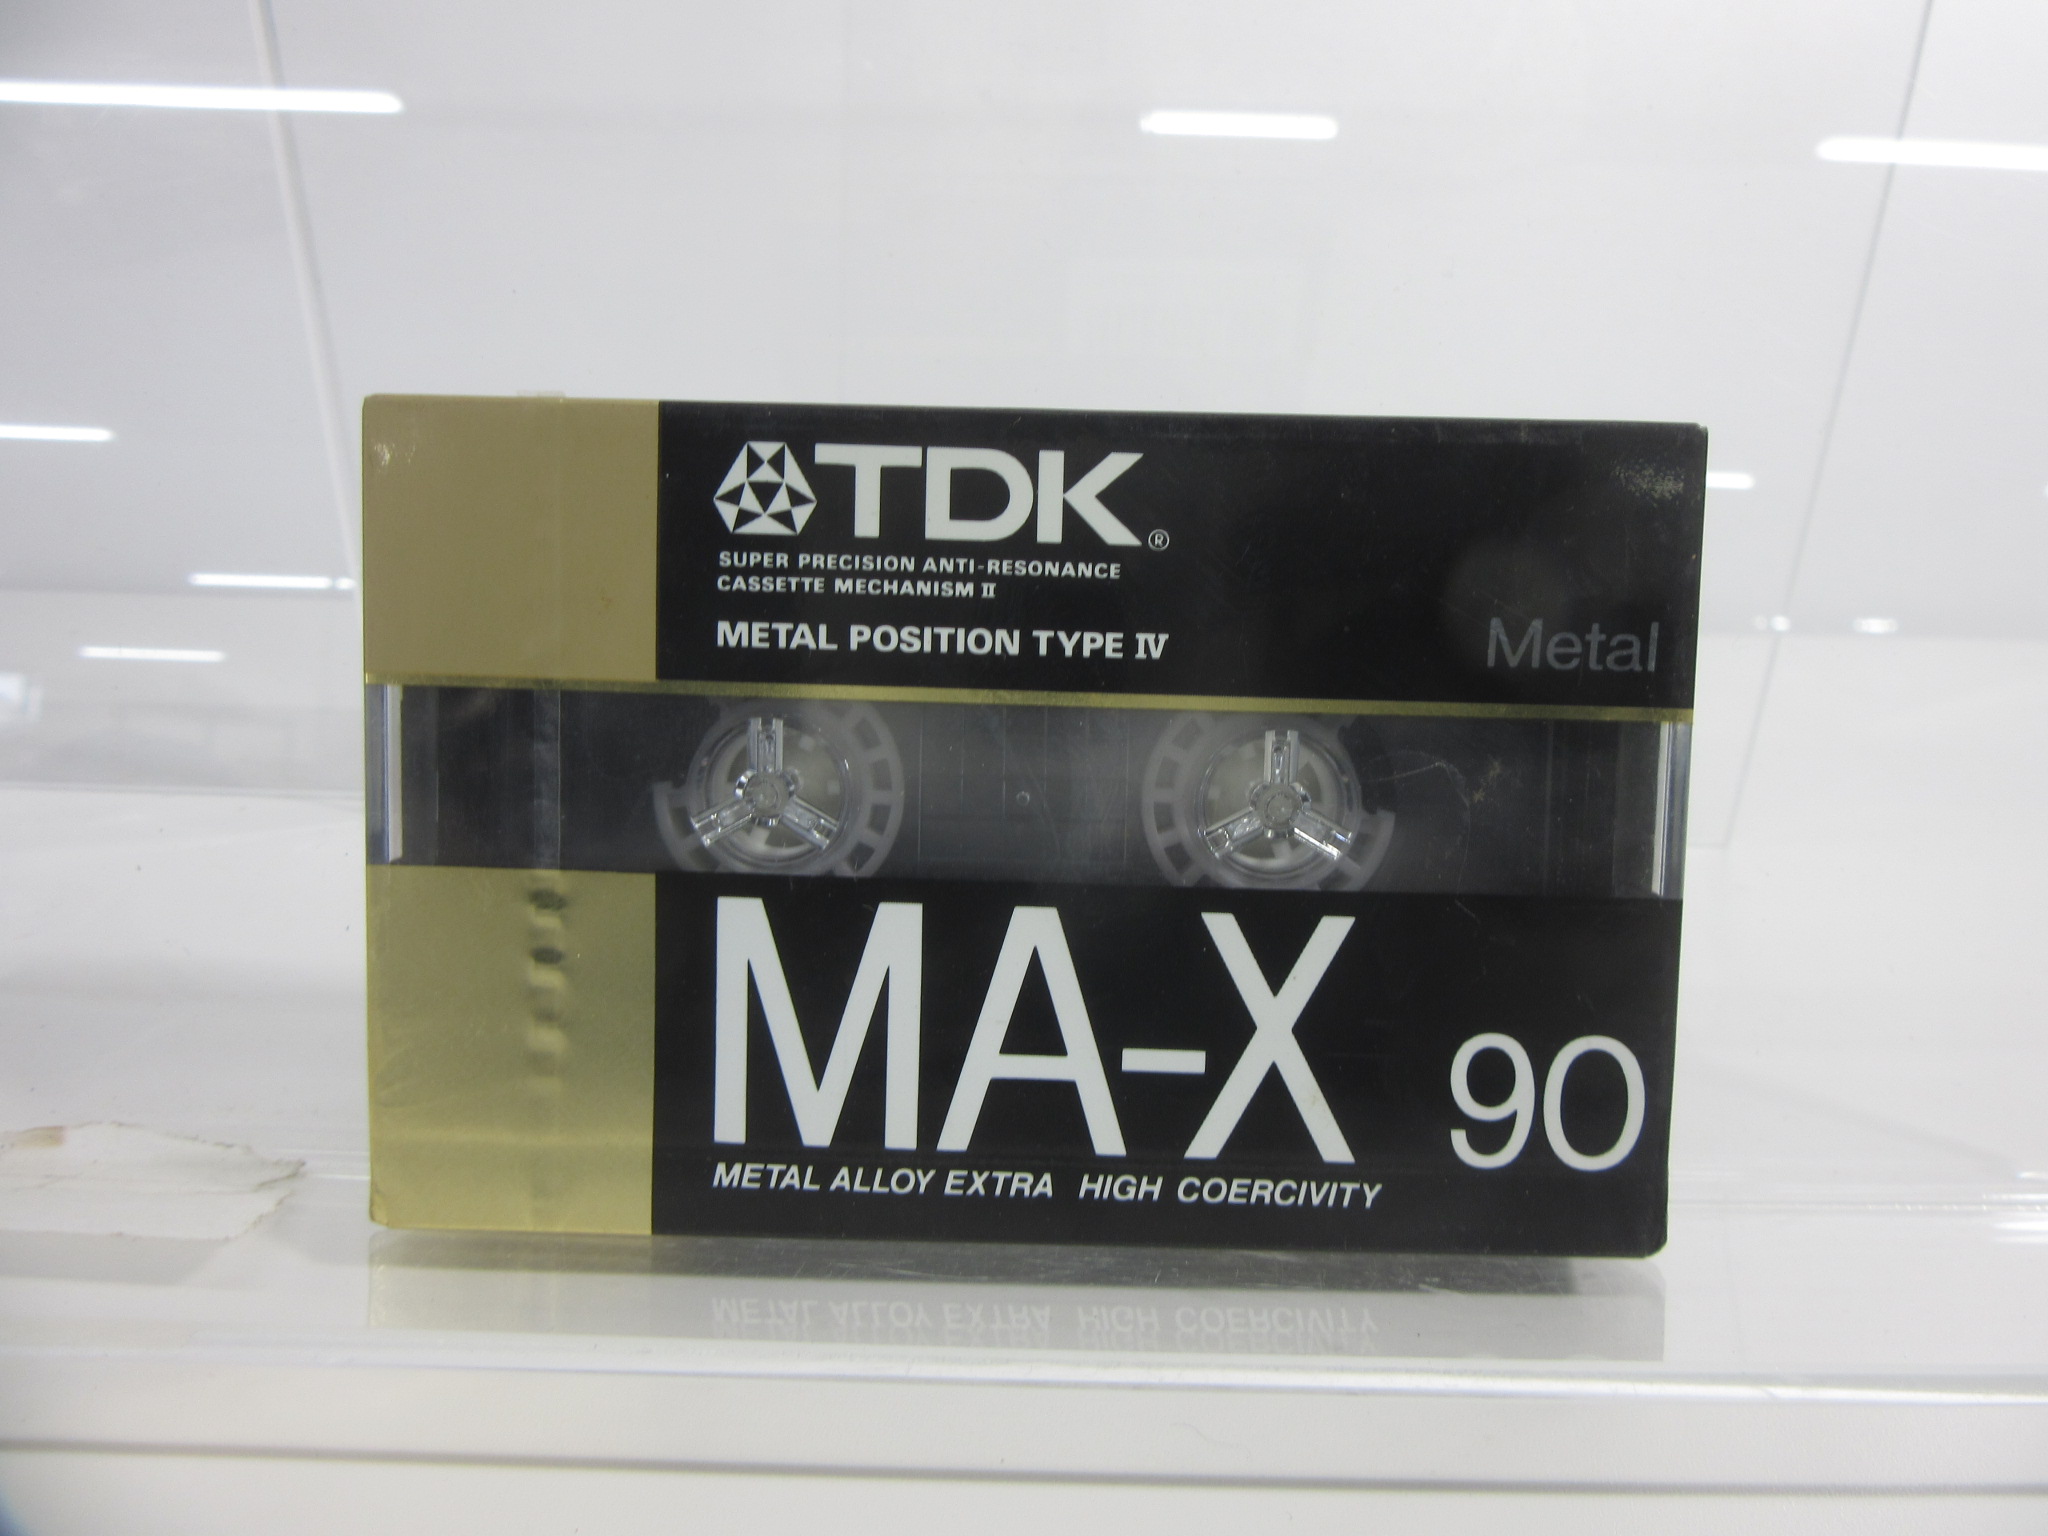 TDK®
SUPER PRECISION ANTI-RESONANCE
CASSETTE MECHANISM II
METAL POSITION TYPE IV
Metal
MA-X 90
METAL ALLOY EXTRA HIGH COERCIVITY